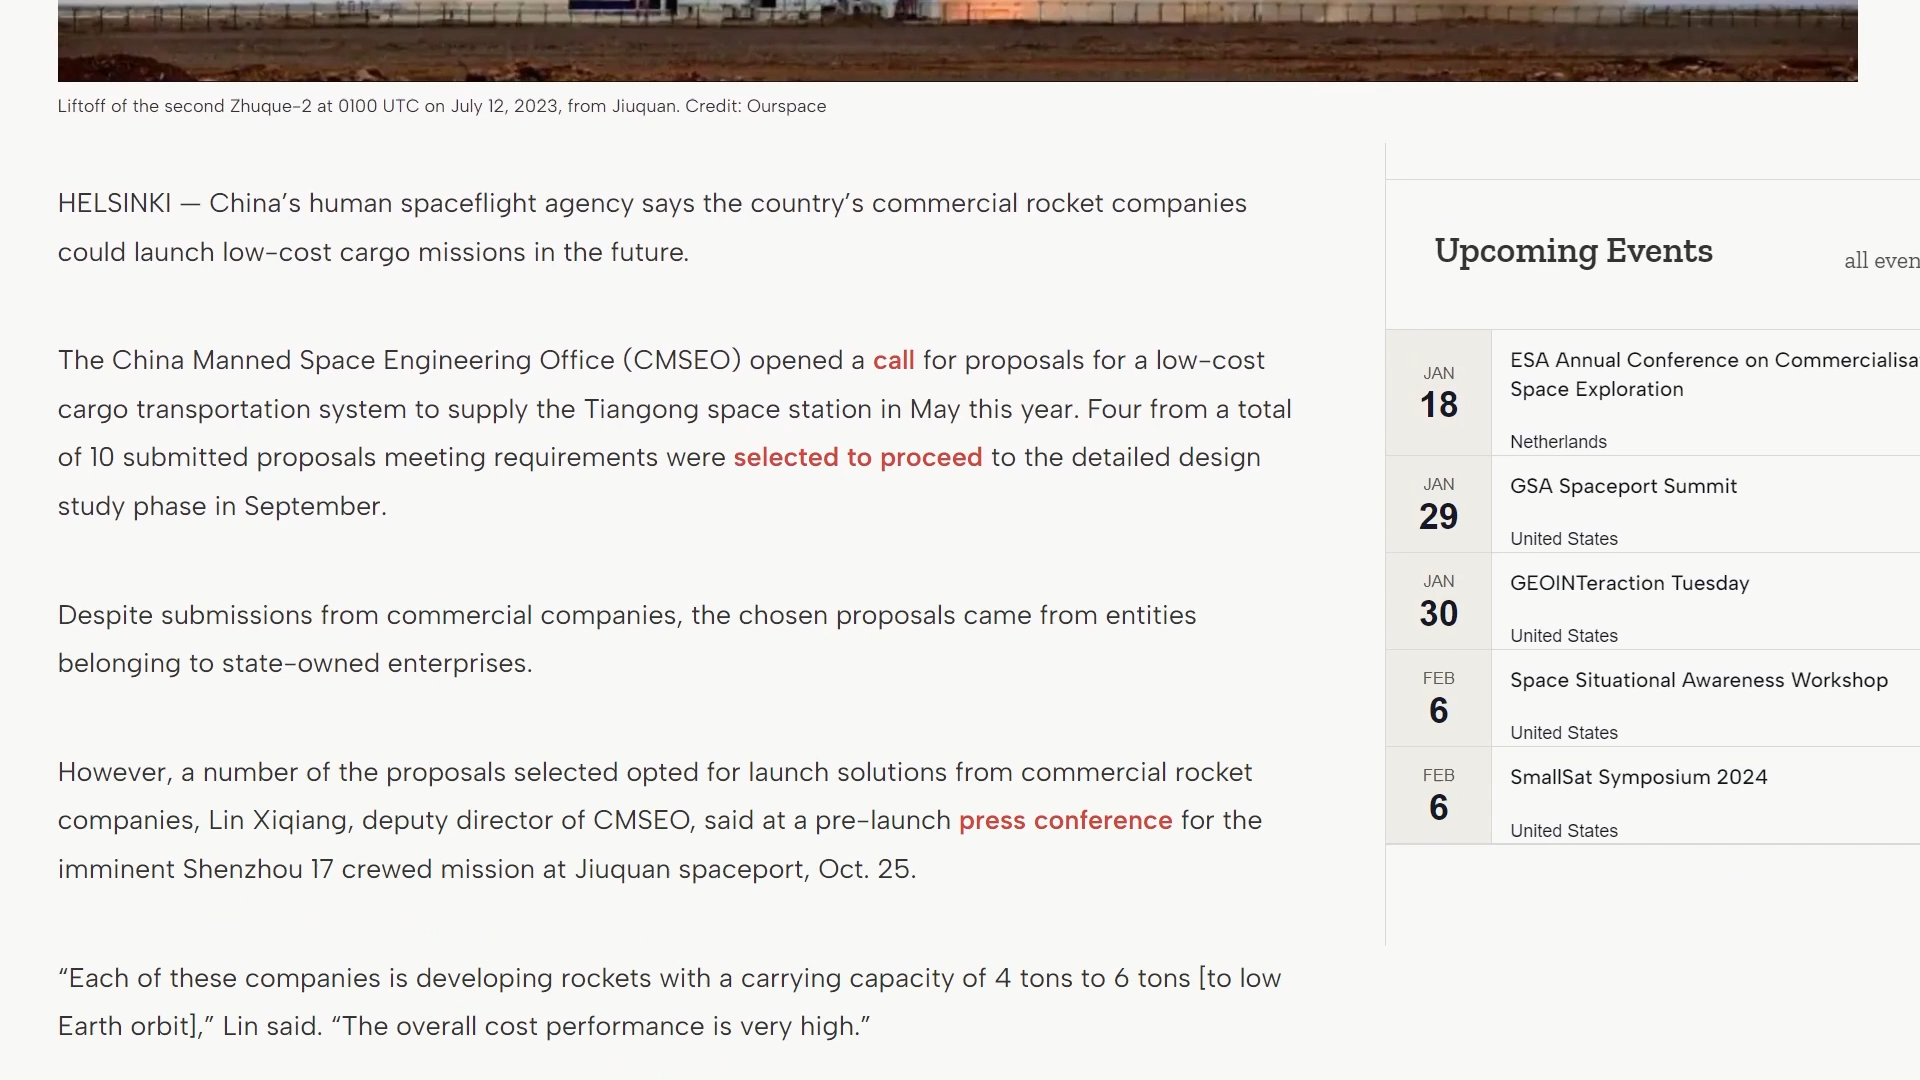 Liftoff of the second Zhuque-2 at 0100 UTC on July 12, 2023, from Jiuquan. Credit: Ourspace
HELSINKI — China’s human spaceflight agency says the country’s commercial rocket companies
could launch low-cost cargo missions in the future.
The China Manned Space Engineering Office (CMSEO) opened a call for proposals for a low-cost
cargo transportation system to supply the Tiangong space station in May this year. Four from a total
of 10 submitted proposals meeting requirements were selected to proceed to the detailed design
study phase in September.
Despite submissions from commercial companies, the chosen proposals came from entities
belonging to state-owned enterprises.
However, a number of the proposals selected opted for launch solutions from commercial rocket
companies, Lin Xiqiang, deputy director of CMSEO, said at a pre-launch press conference for the
imminent Shenzhou 17 crewed mission at Jiuquan spaceport, Oct. 25.
“Each of these companies is developing rockets with a carrying capacity of 4 tons to 6 tons [to low
Earth orbit],” Lin said. “The overall cost performance is very high.”
Upcoming Events
all even
JAN
18
ESA Annual Conference on Commercialisa
Space Exploration
Netherlands
JAN
29
GSA Spaceport Summit
United States
JAN
30
GEOINTeraction Tuesday
United States
FEB
6
Space Situational Awareness Workshop
United States
FEB
6
SmallSat Symposium 2024
United States